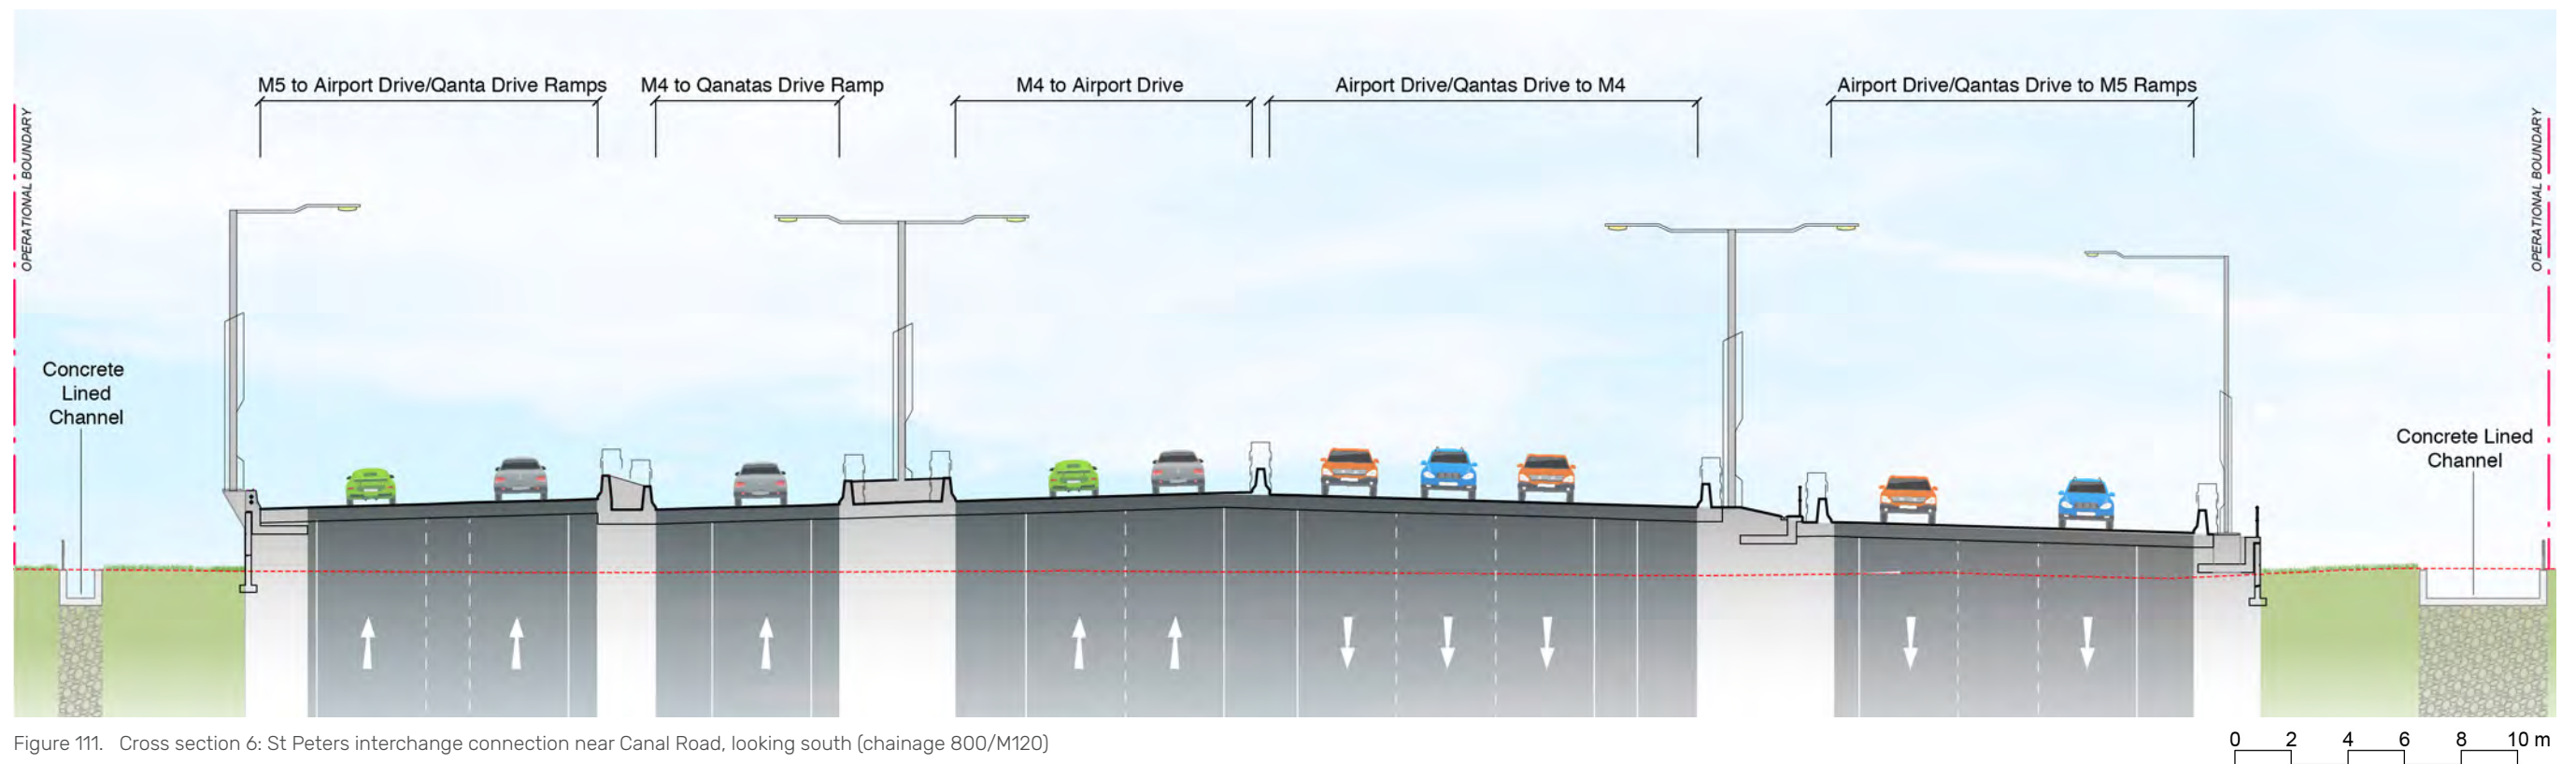 M5 to Airport Drive/Qanta Drive Ramps
M4 to Qanatas Drive Ramp
M4 to Airport Drive
Airport Drive/Qantas Drive to M4
Airport Drive/Qantas Drive to M5 Ramps
OPERATIONAL BOUNDARY
OPERATIONAL BOUNDARY
Concrete
Lined
Channel
Concrete Lined
Channel
Figure 111. Cross section 6: St Peters interchange connection near Canal Road, looking south (chainage 800/M120)
0 2 4 6 8 10 m